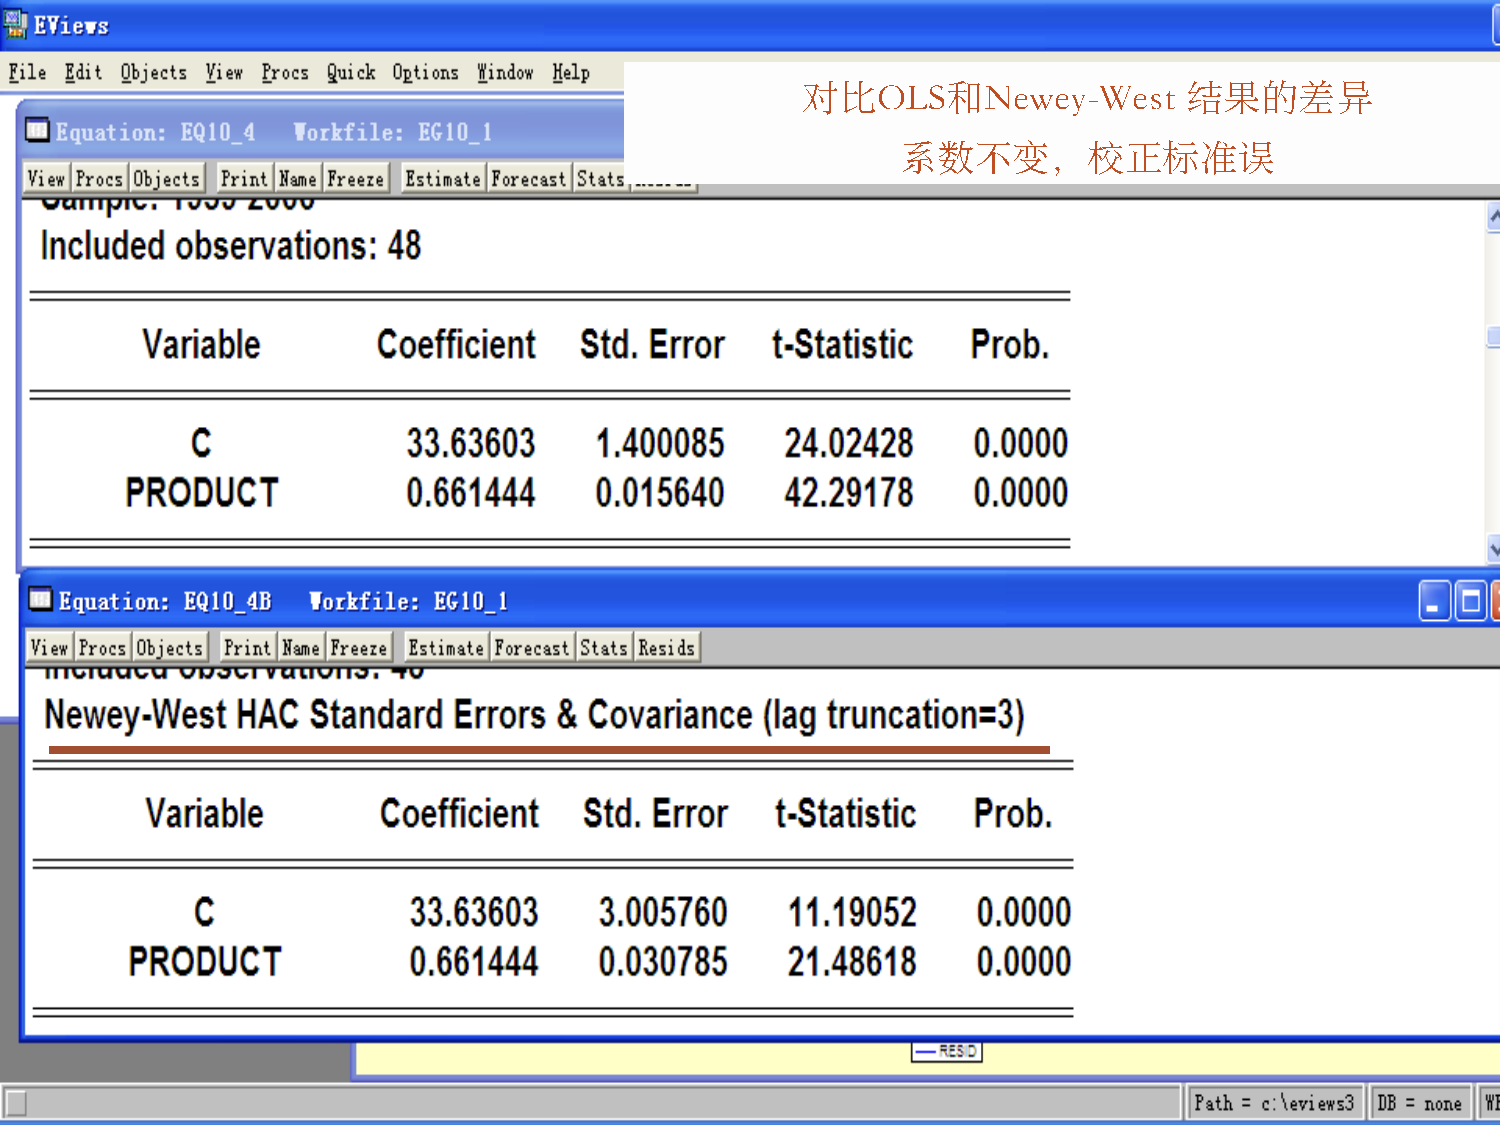 EViews
File Edit Objects View Procs Quick Options Window Help
对比OLS和Newey-West 结果的差异
系数不变，校正标准误
Equation: EQ10_4 Workfile: EG10_1
View Procs Objects Print Name Freeze Estimate Forecast Stats
Included observations: 48
Variable Coefficient Std. Error t-Statistic Prob.
C 33.63603 1.400085 24.02428 0.0000
PRODUCT 0.661444 0.015640 42.29178 0.0000
Equation: EQ10_4B Workfile: EG10_1
View Procs Objects Print Name Freeze Estimate Forecast Stats Resids
Included observations: 48
Newey-West HAC Standard Errors & Covariance (lag truncation=3)
Variable Coefficient Std. Error t-Statistic Prob.
C 33.63603 3.005760 11.19052 0.0000
PRODUCT 0.661444 0.030785 21.48618 0.0000
RESID
Path = c:\eviews3 DB = none